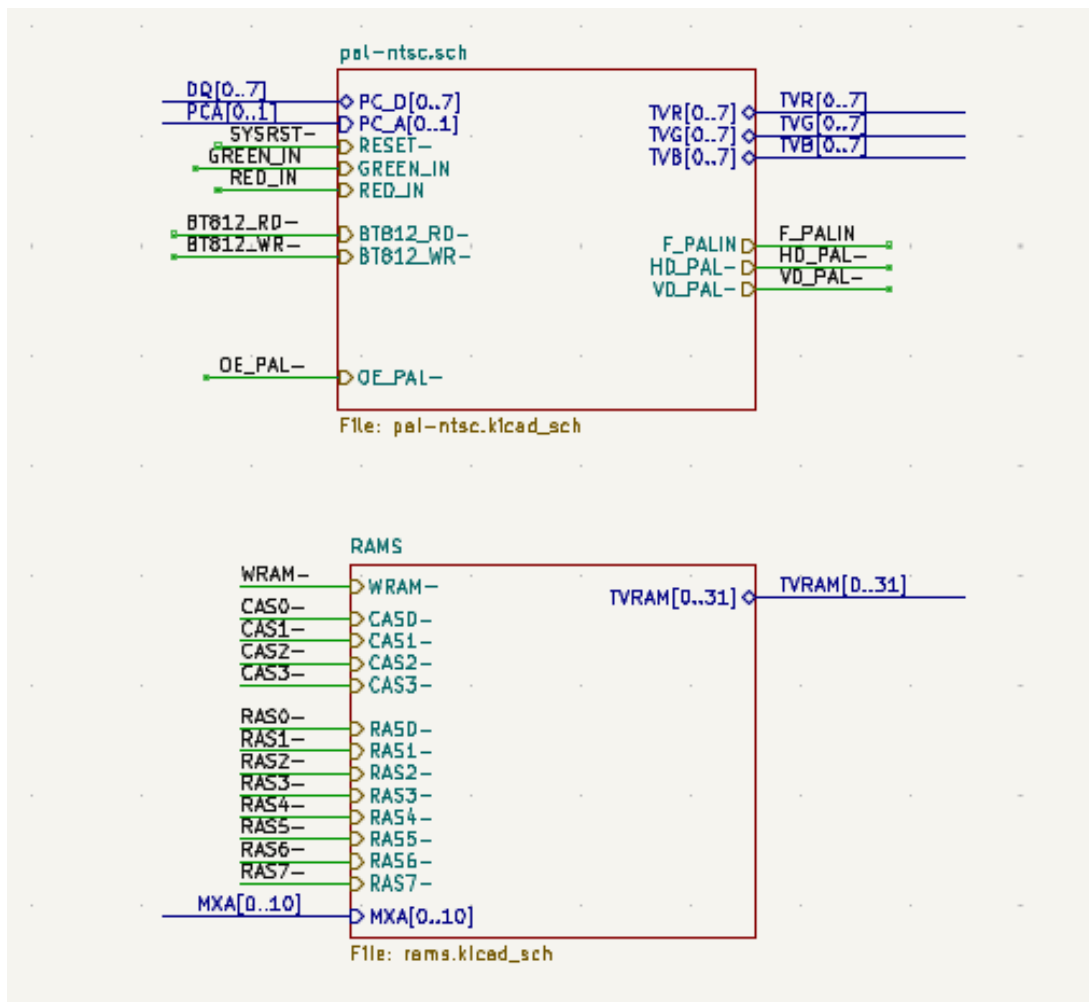 pal-ntsc.sch
DQ[0..7] PC_D[0..7] TVR[0..7] TVR[0..7]
PCA[0..1] PC_A[0..1] TVG[0..7] TVG[0..7]
SYSRST- RESET- TVB[0..7] TVB[0..7]
GREEN_IN GREEN_IN
RED_IN RED_IN
BT812_RD- BT812_RD- F_PALIN F_PALIN
BT812_WR- BT812_WR- HD_PAL- HD_PAL-
VD_PAL- VD_PAL-
OE_PAL- OE_PAL-
File: pal-ntsc.kicad_sch
RAMS
WRAM- WRAM- TVRAM[0..31] TVRAM[0..31]
CAS0- CAS0-
CAS1- CAS1-
CAS2- CAS2-
CAS3- CAS3-
RAS0- RAS0-
RAS1- RAS1-
RAS2- RAS2-
RAS3- RAS3-
RAS4- RAS4-
RAS5- RAS5-
RAS6- RAS6-
RAS7- RAS7-
MXA[0..10] MXA[0..10]
File: rams.kicad_sch